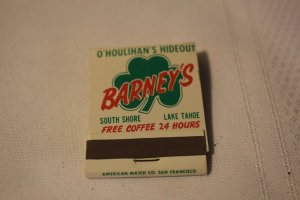 O'HOULIHAN'S HIDEOUT
BARNEY'S
SOUTH SHORE LAKE TAHOE
FREE COFFEE 24 HOURS
AMERICAN MATCH CO. SAN FRANCISCO